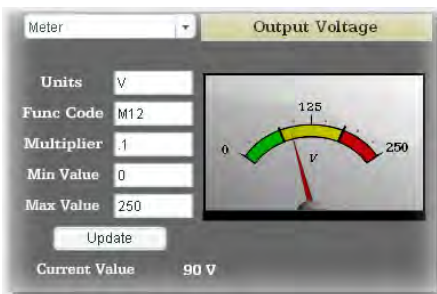 Meter
Output Voltage
Units V
Func Code M12
Multiplier .1
Min Value 0
Max Value 250
Update
Current Value 90 V
125
0
250
V